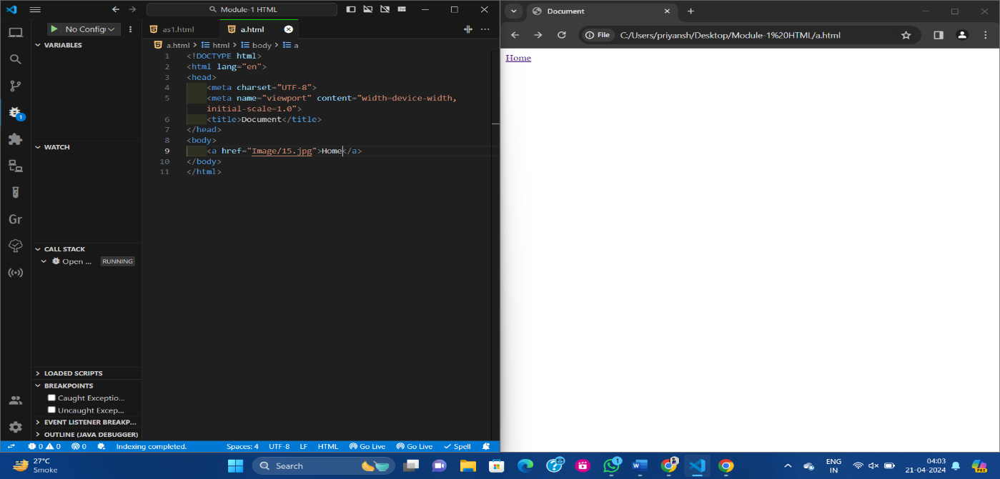 Module-1 HTML
No Configu
as1.html
a.html
a.html > html > body > a
VARIABLES
WATCH
CALL STACK
Open ... RUNNING
LOADED SCRIPTS
BREAKPOINTS
Caught Exceptio...
Uncaught Excep...
EVENT LISTENER BREAKP...
OUTLINE (JAVA DEBUGGER)
1
Gr
1 <!DOCTYPE html>
2 <html lang="en">
3 <head>
4 <meta charset="UTF-8">
5 <meta name="viewport" content="width=device-width,
initial-scale=1.0">
6 <title>Document</title>
7 </head>
8 <body>
9 <a href="Image/15.jpg">Home</a>
10 </body>
11 </html>
0 0 0 Indexing completed. Spaces: 4 UTF-8 LF HTML Go Live Go Live Spell
Document
File C:/Users/priyansh/Desktop/Module-1%20HTML/a.html
Home
27°C
Smoke
Search
1
ENG
IN
04:03
21-04-2024
PRE